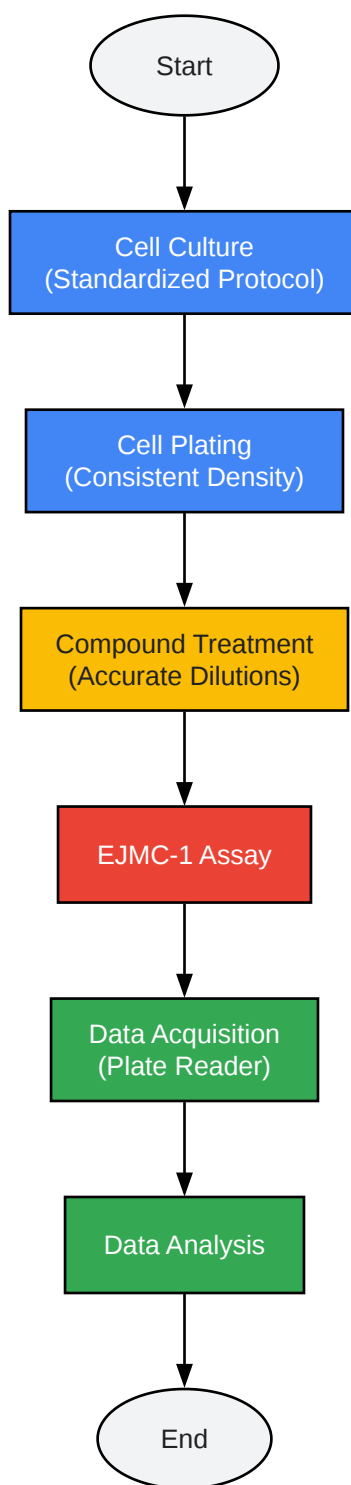 Start
Cell Culture
(Standardized Protocol)
Cell Plating
(Consistent Density)
Compound Treatment
(Accurate Dilutions)
EJMC-1 Assay
Data Acquisition
(Plate Reader)
Data Analysis
End